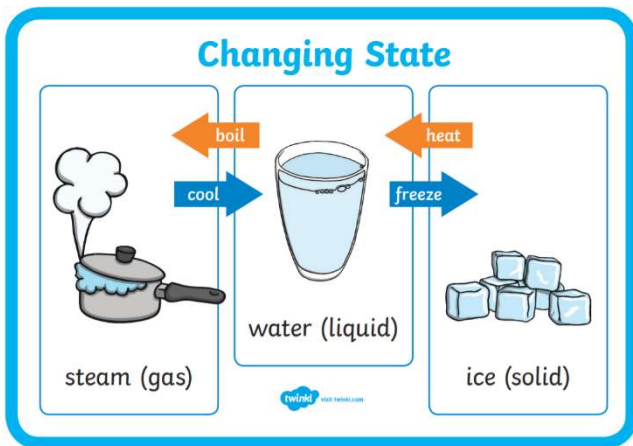 Changing State
boil
heat
cool
freeze
water (liquid)
steam (gas)
ice (solid)
twinkl visit twinkl.com